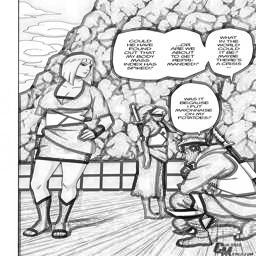 COULD
HE HAVE
FOUND
OUT THAT
MY BODY
MASS
INDEX HAS
SPIKED?
...OR
ARE WE
ABOUT TO
GET
REPRI-
MANDED?
WHAT
IN THE
WORLD
COULD
IT BE?
MAYBE
THERE'S
A CRISIS
...
WAS IT
BECAUSE
I PUT
MAYONNAISE
ON MY
POTATOES?